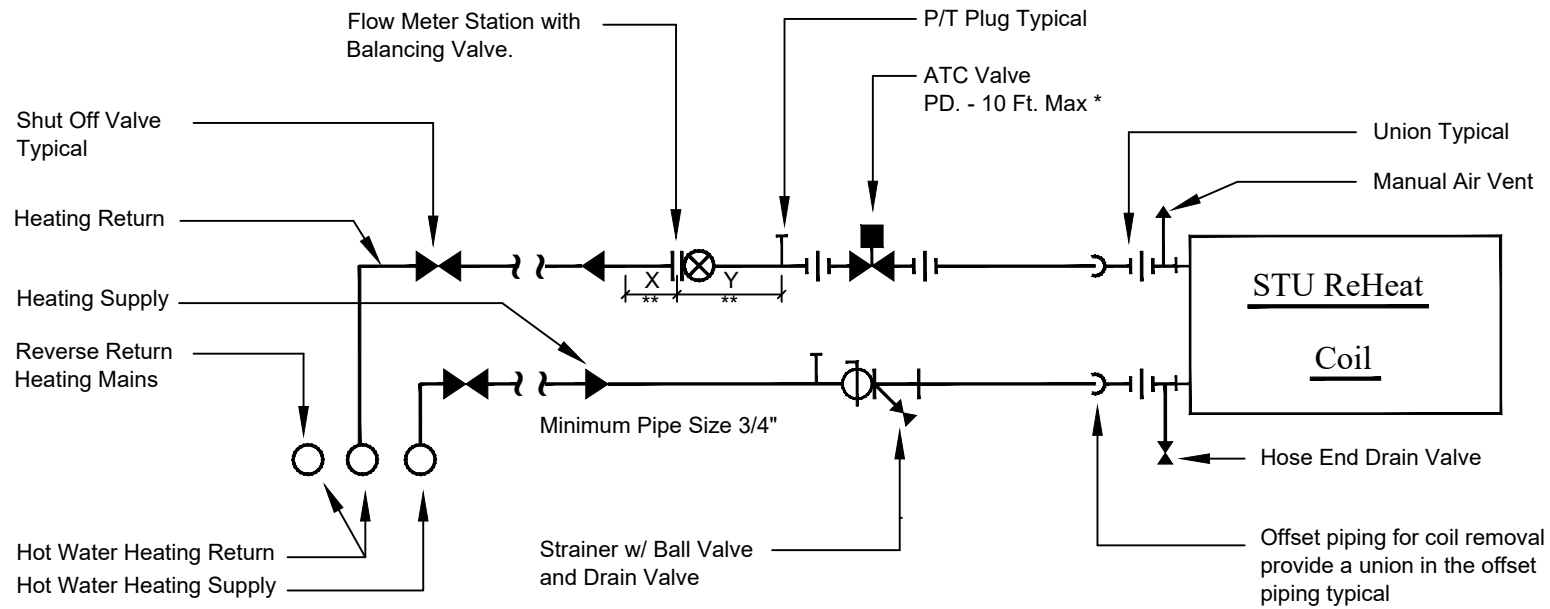 Flow Meter Station with
Balancing Valve.
P/T Plug Typical
ATC Valve
PD. - 10 Ft. Max *
Shut Off Valve
Typical
Union Typical
Manual Air Vent
Heating Return
X
**
Y
**
STU ReHeat
Coil
Heating Supply
Reverse Return
Heating Mains
Minimum Pipe Size 3/4"
Hose End Drain Valve
Hot Water Heating Return
Hot Water Heating Supply
Strainer w/ Ball Valve
and Drain Valve
Offset piping for coil removal
provide a union in the offset
piping typical